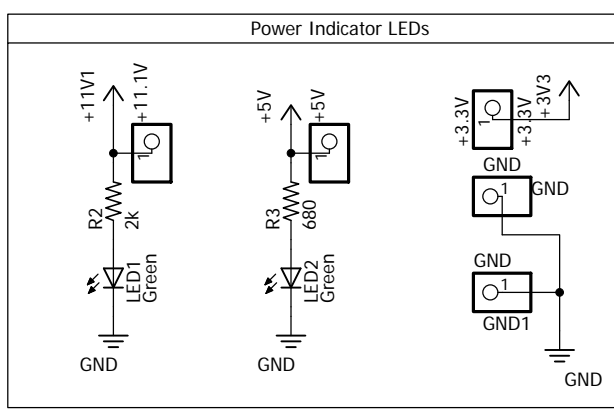 Power Indicator LEDs
+11V1
+11.1V
1
R2
2k
LED1
Green
GND
+5V
+5V
1
R3
680
LED2
Green
GND
+3.3V
1
+3.3V
+3V3
GND
1
GND
GND
1
GND1
GND